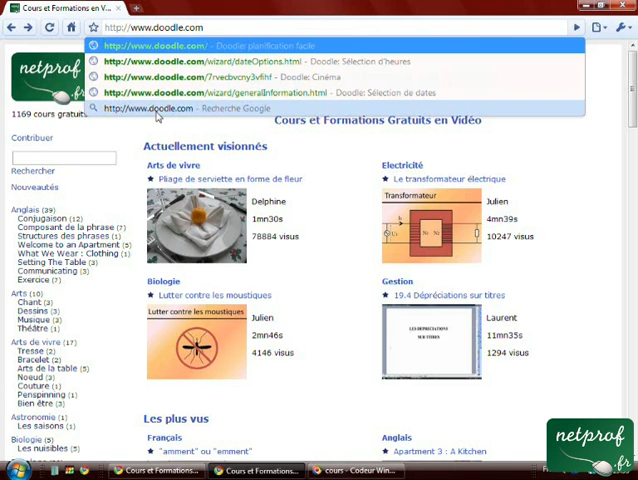 Cours et Formations Gratuits en V...
http://www.doodle.com
http://www.doodle.com/ - Doodle: planification facile
http://www.doodle.com/wizard/dateOptions.html - Doodle: Sélection d'heures
http://www.doodle.com/7rvecbvcny3vfihf - Doodle: Cinéma
http://www.doodle.com/wizard/generalInformation.html - Doodle: Sélection de dates
http://www.doodle.com - Recherche Google
netprof
.fr
1169 cours gratuits
Contribuer
Rechercher
Nouveautés
Anglais (39)
Conjugaison (12)
Composant de la phrase (7)
Structures des phrases (1)
Welcome to an Apartment (5)
What We Wear : Clothing (1)
Setting The Table (3)
Communicating (3)
Exercice (7)
Arts (10)
Chant (3)
Dessins (3)
Musique (3)
Théâtre (1)
Arts de vivre (17)
Tresse (2)
Bracelet (2)
Arts de la table (5)
Noeud (2)
Couture (1)
Penspinning (1)
Bien être (3)
Astronomie (1)
Les saisons (1)
Biologie (5)
Les nuisibles (5)
Cours et Formations Gratuits en Vidéo
Actuellement visionnés
Arts de vivre
Pliage de serviette en forme de fleur
Delphine
1mn30s
78884 visus
Electricité
Le transformateur électrique
Transformateur
Julien
4mn39s
10247 visus
Biologie
Lutter contre les moustiques
Lutter contre les moustiques
Julien
2mn46s
4146 visus
Gestion
19.4 Dépréciations sur titres
LES DEPRECIATIONS
SUR TITRES
Laurent
11mn35s
1294 visus
Les plus vus
Français
"amment" ou "emment"
Anglais
Apartment 3 : A Kitchen
netprof
.fr
Cours et Formations...
Cours et Formations...
cours - Codeur Win...